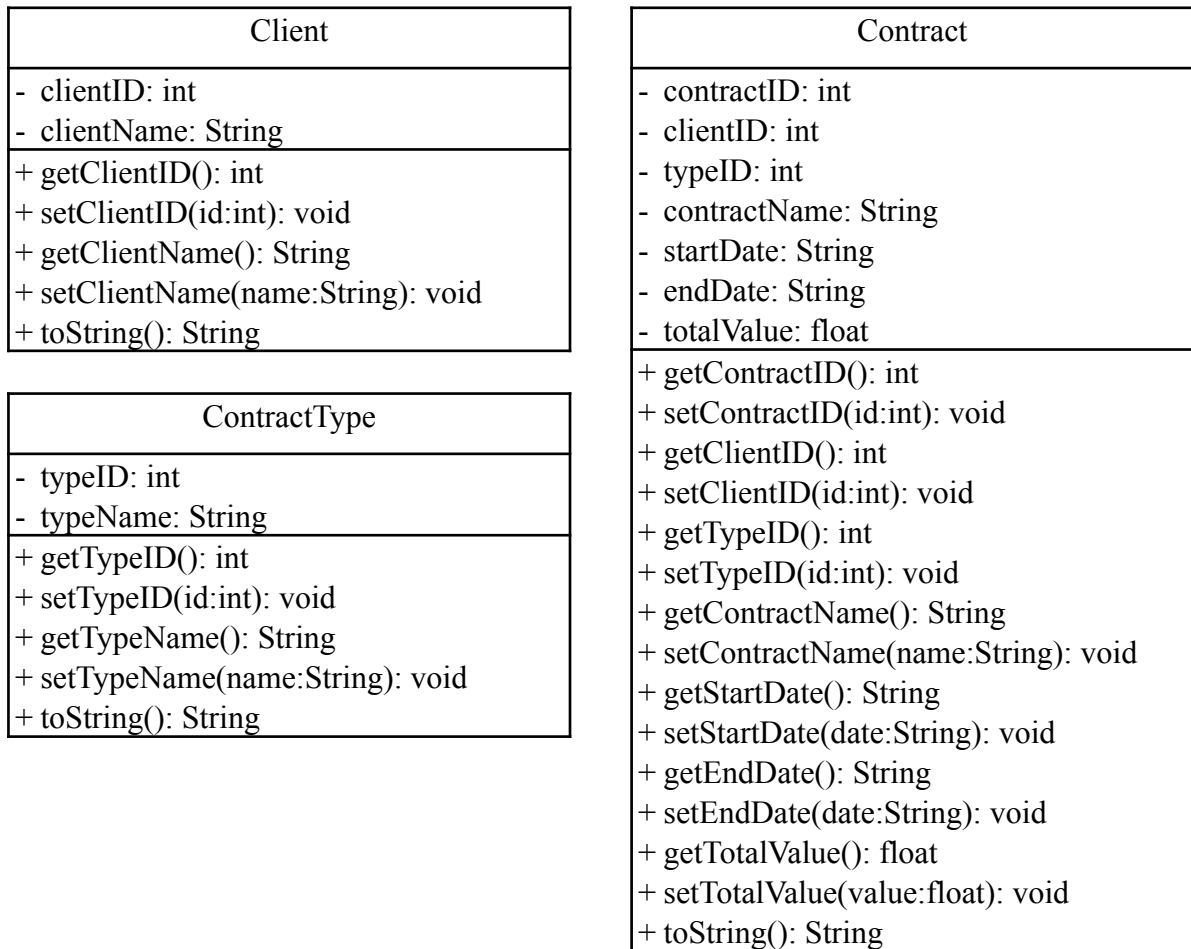 Client
- clientID: int
- clientName: String
+ getClientID(): int
+ setClientID(id:int): void
+ getClientName(): String
+ setClientName(name:String): void
+ toString(): String
ContractType
- typeID: int
- typeName: String
+ getTypeID(): int
+ setTypeID(id:int): void
+ getTypeName(): String
+ setTypeName(name:String): void
+ toString(): String
Contract
- contractID: int
- clientID: int
- typeID: int
- contractName: String
- startDate: String
- endDate: String
- totalValue: float
+ getContractID(): int
+ setContractID(id:int): void
+ getClientID(): int
+ setClientID(id:int): void
+ getTypeID(): int
+ setTypeID(id:int): void
+ getContractName(): String
+ setContractName(name:String): void
+ getStartDate(): String
+ setStartDate(date:String): void
+ getEndDate(): String
+ setEndDate(date:String): void
+ getTotalValue(): float
+ setTotalValue(value:float): void
+ toString(): String